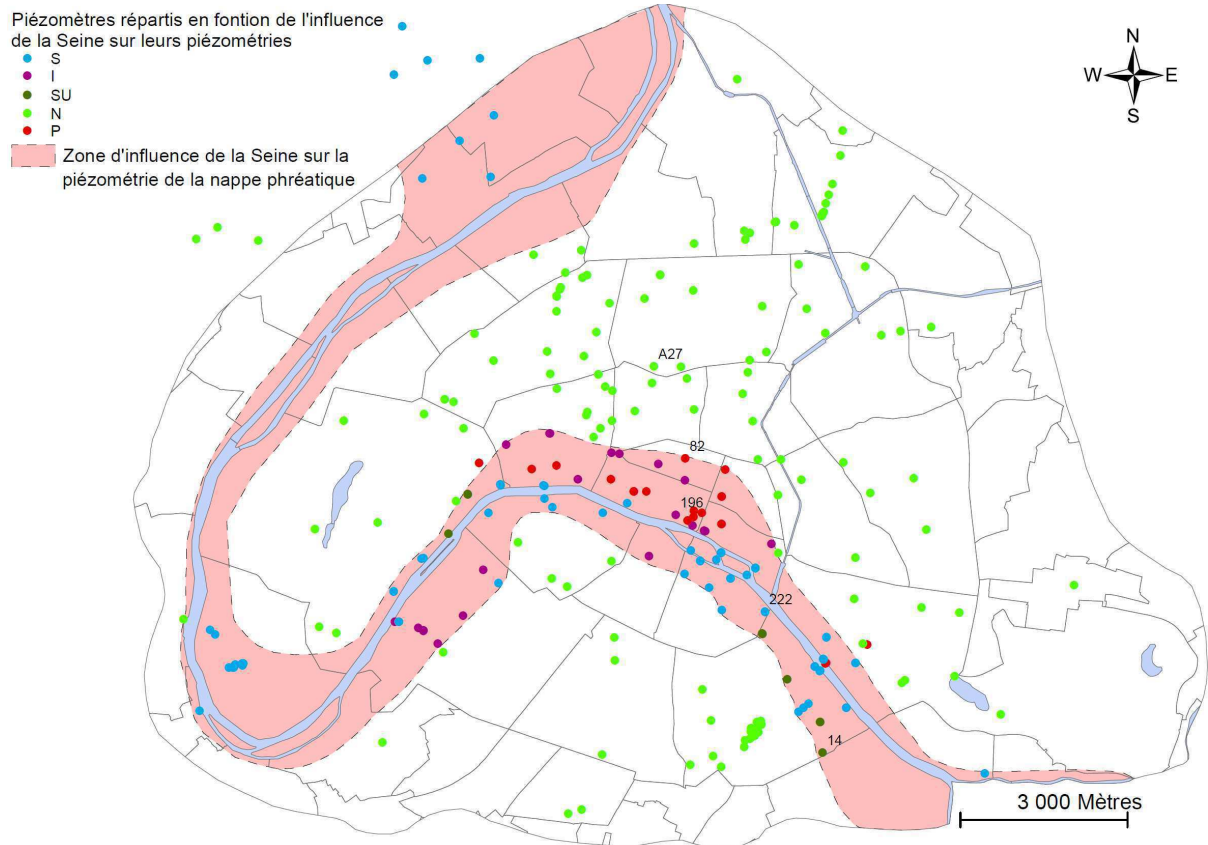 Piézomètres répartis en fontion de l'influence
de la Seine sur leurs piézométries
S
I
SU
N
P
Zone d'influence de la Seine sur la
piézométrie de la nappe phréatique
N
W E
S
A27
82
196
222
14
3 000 Mètres